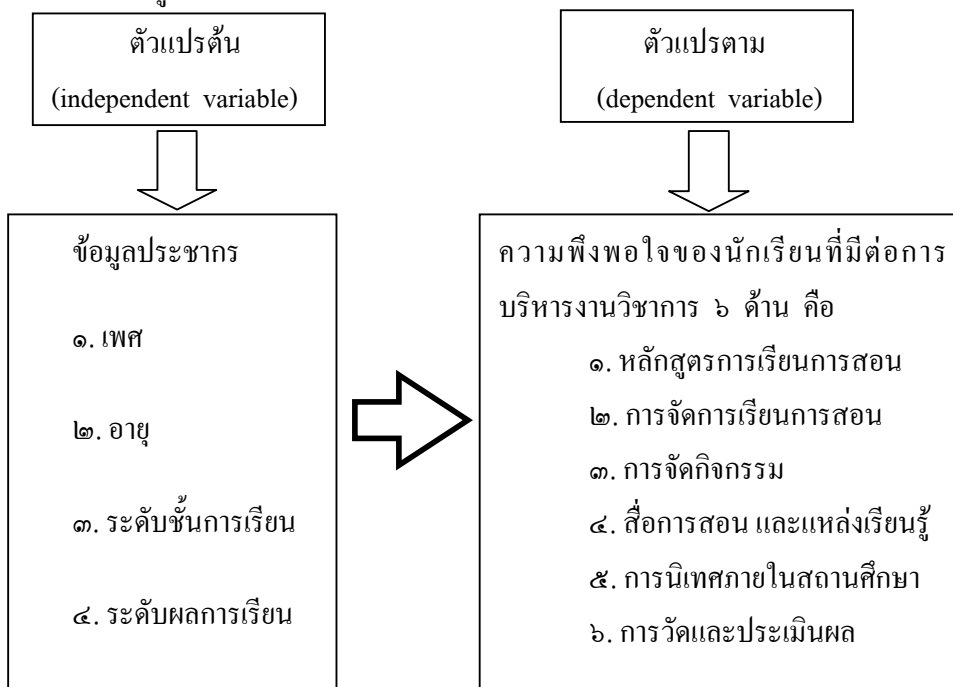 ตัวแปรต้น
(independent variable)
ตัวแปรตาม
(dependent variable)
ข้อมูลประชากร
๑. เพศ
๒. อายุ
๓. ระดับชั้นการเรียน
๔. ระดับผลการเรียน
ความพึงพอใจของนักเรียนที่มีต่อการ
บริหารงานวิชาการ ๖ ด้าน คือ
๑. หลักสูตรการเรียนการสอน
๒. การจัดการเรียนการสอน
๓. การจัดกิจกรรม
๔. สื่อการสอน และแหล่งเรียนรู้
๕. การนิเทศภายในสถานศึกษา
๖. การวัดและประเมินผล